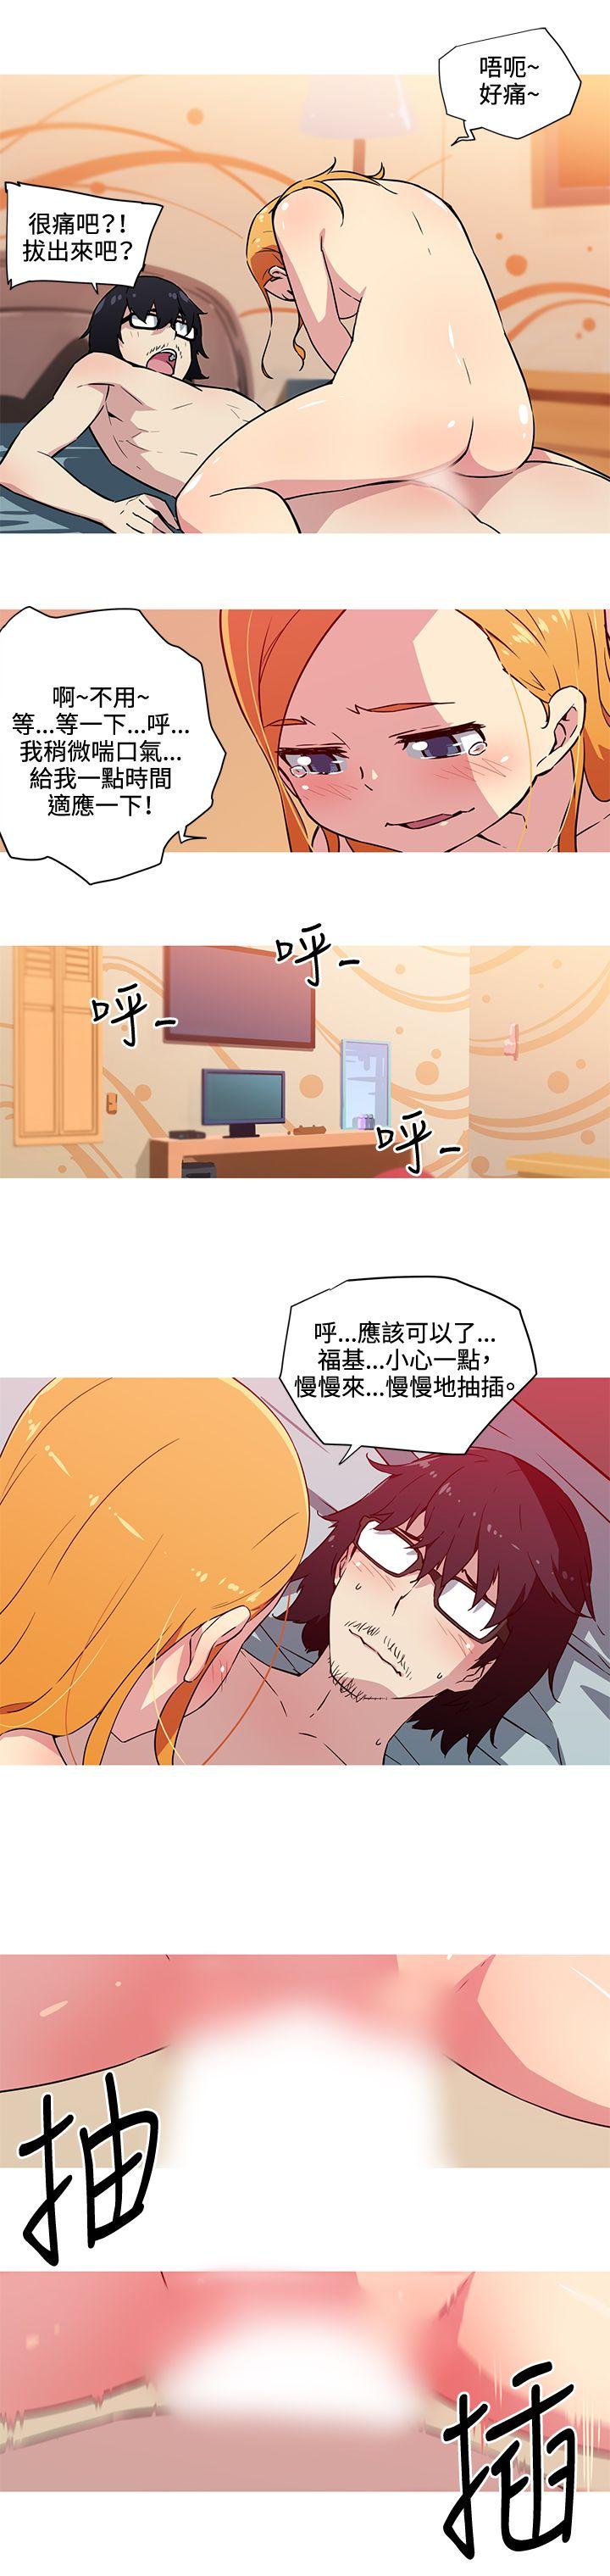 唔呃~
好痛~
很痛吧?!
拔出來吧?
啊~不用~
等...等一下...呼...
我稍微喘口氣...
給我一點時間
適應一下!
呼-
呼-
呼-
呼...應該可以了...
福基...小心一點,
慢慢來...慢慢地抽插。
抽
插